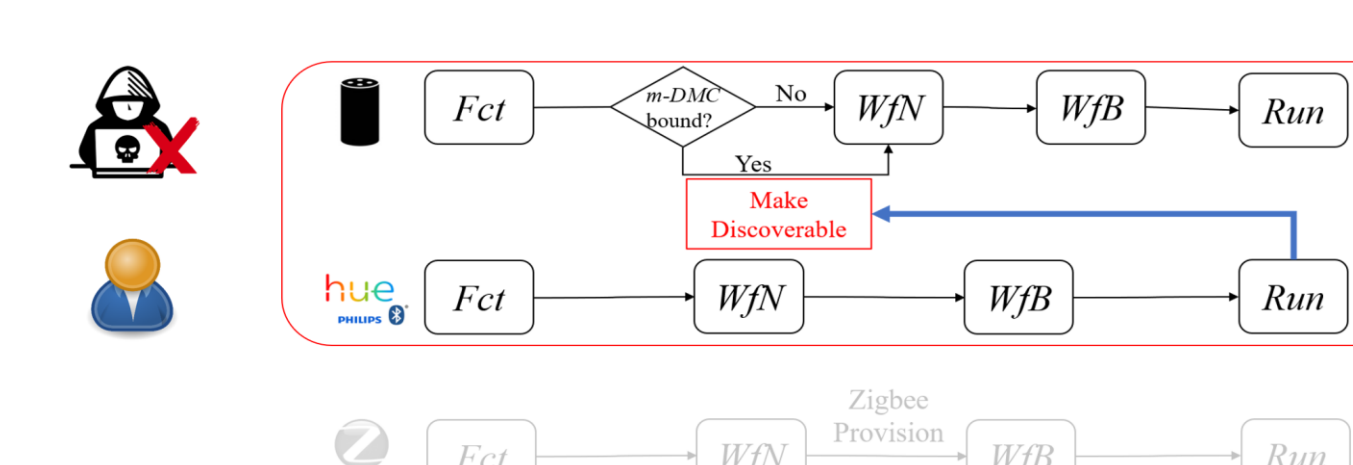 Fct
m-DMC
bound?
No
Yes
WfN
WfB
Run
Make
Discoverable
hue
PHILIPS
Fct
WfN
WfB
Run
Zigbee
Provision
Fct
WfN
WfB
Run